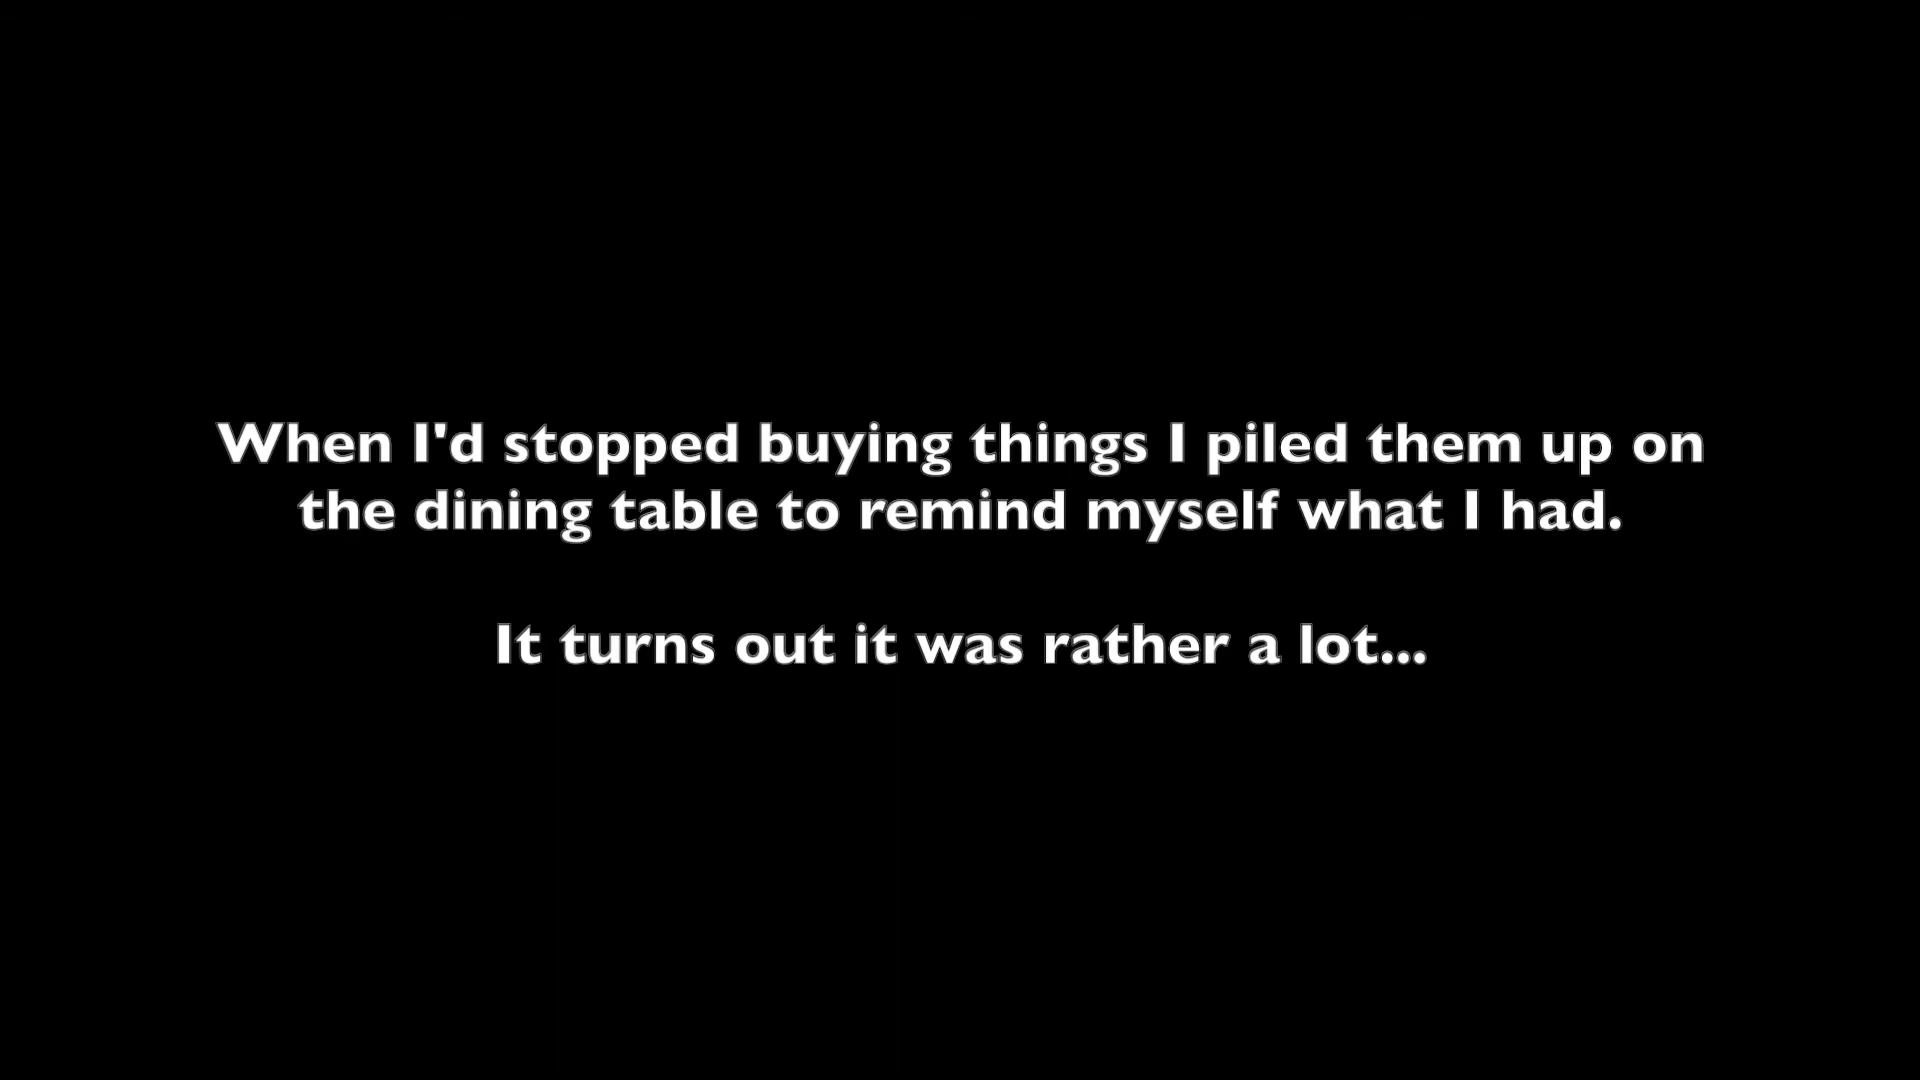 When I'd stopped buying things I piled them up on
the dining table to remind myself what I had.
It turns out it was rather a lot...